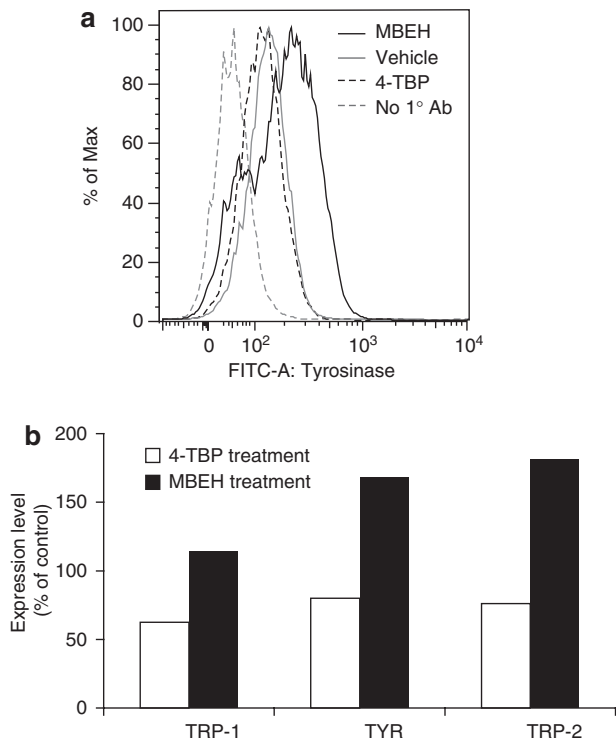 a
100
80
60
40
20
0
% of Max
MBEH
Vehicle
4-TBP
No 1° Ab
0 10² 10³ 10⁴
FITC-A: Tyrosinase
b
200
150
100
50
0
Expression level
(% of control)
4-TBP treatment
MBEH treatment
TRP-1 TYR TRP-2